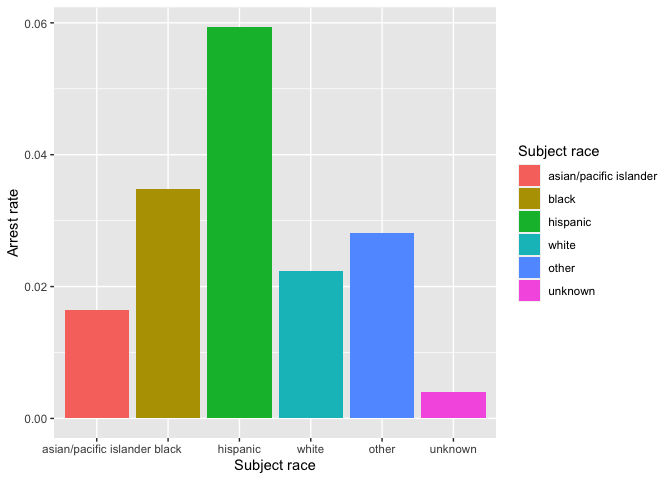 0.06
0.04
0.02
0.00
Arrest rate
asian/pacific islander black hispanic white other unknown
Subject race
Subject race
asian/pacific islander
black
hispanic
white
other
unknown